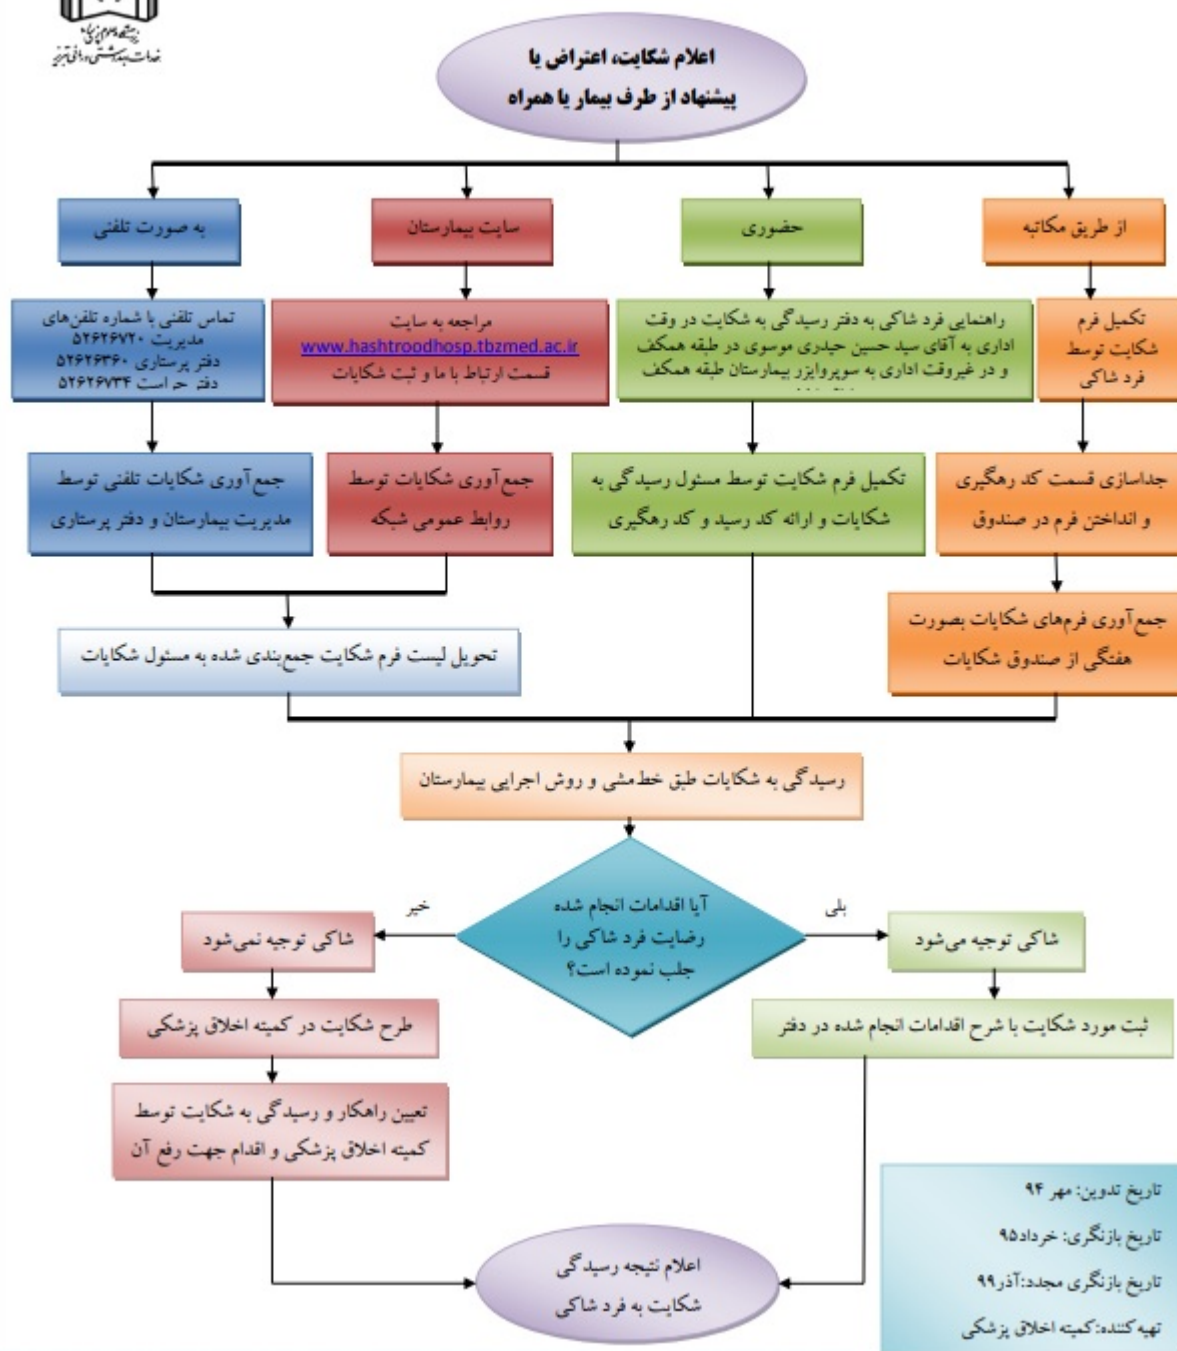 خدمات بهداشتی درمانی تبریز
اعلام شکایت، اعتراض یا
پیشنهاد از طرف بیمار یا همراه
از طریق مکاتبه
حضوری
سایت بیمارستان
به صورت تلفنی
تکمیل فرم
شکایت توسط
فرد شاکی
راهنمایی فرد شاکی به دفتر رسیدگی به شکایت در وقت
اداری به آقای سید حسین حیدری موسوی در طبقه همکف
و در غیروقت اداری به سوپروایزر بیمارستان طبقه همکف
مراجعه به سایت
www.hashtroodhosp.tbzmed.ac.ir
قسمت ارتباط با ما و ثبت شکایات
تماس تلفنی با شماره تلفن‌های
مدیریت ۵۲۶۲۶۷۲۰
دفتر پرستاری ۵۲۶۲۶۳۶۰
دفتر حراست ۵۲۶۲۶۷۳۴
جداسازی قسمت کد رهگیری
و انداختن فرم در صندوق
تکمیل فرم شکایت توسط مسئول رسیدگی به
شکایات و ارائه کد رسید و کد رهگیری
جمع‌آوری شکایات توسط
روابط عمومی شبکه
جمع‌آوری شکایات تلفنی توسط
مدیریت بیمارستان و دفتر پرستاری
جمع‌آوری فرم‌های شکایات بصورت
هفتگی از صندوق شکایات
تحویل لیست فرم شکایت جمع‌بندی شده به مسئول شکایات
رسیدگی به شکایات طبق خط‌مشی و روش اجرایی بیمارستان
آیا اقدامات انجام شده
رضایت فرد شاکی را
جلب نموده است؟
بلی
خیر
شاکی توجیه می‌شود
شاکی توجیه نمی‌شود
ثبت مورد شکایت با شرح اقدامات انجام شده در دفتر
طرح شکایت در کمیته اخلاق پزشکی
تعیین راهکار و رسیدگی به شکایت توسط
کمیته اخلاق پزشکی و اقدام جهت رفع آن
اعلام نتیجه رسیدگی
شکایت به فرد شاکی
تاریخ تدوین: مهر ۹۴
تاریخ بازنگری: خرداد۹۵
تاریخ بازنگری مجدد:آذر۹۹
تهیه‌کننده:کمیته اخلاق پزشکی